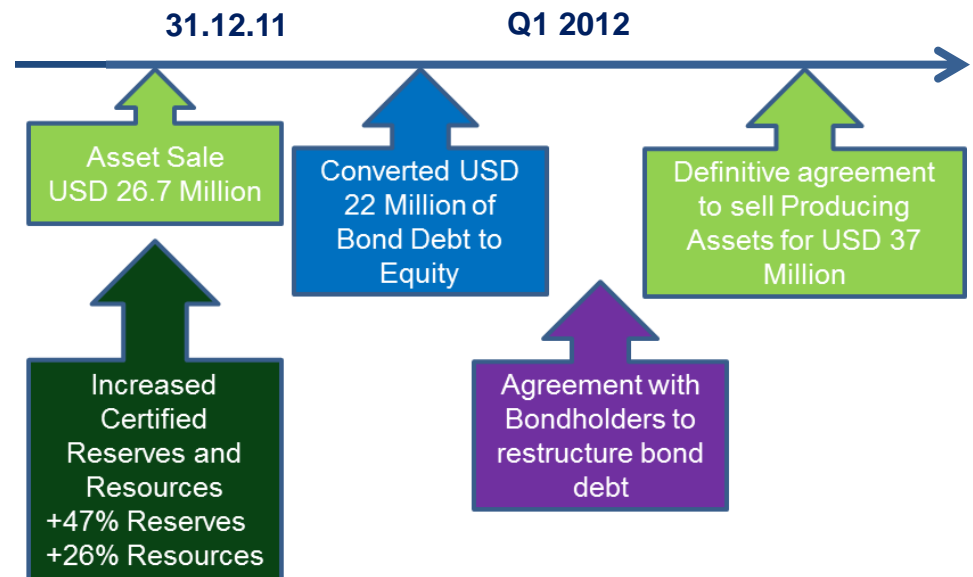 31.12.11
Q1 2012
Asset Sale
USD 26.7 Million
Converted USD
22 Million of
Bond Debt to
Equity
Definitive agreement
to sell Producing
Assets for USD 37
Million
Increased
Certified
Reserves and
Resources
+47% Reserves
+26% Resources
Agreement with
Bondholders to
restructure bond
debt